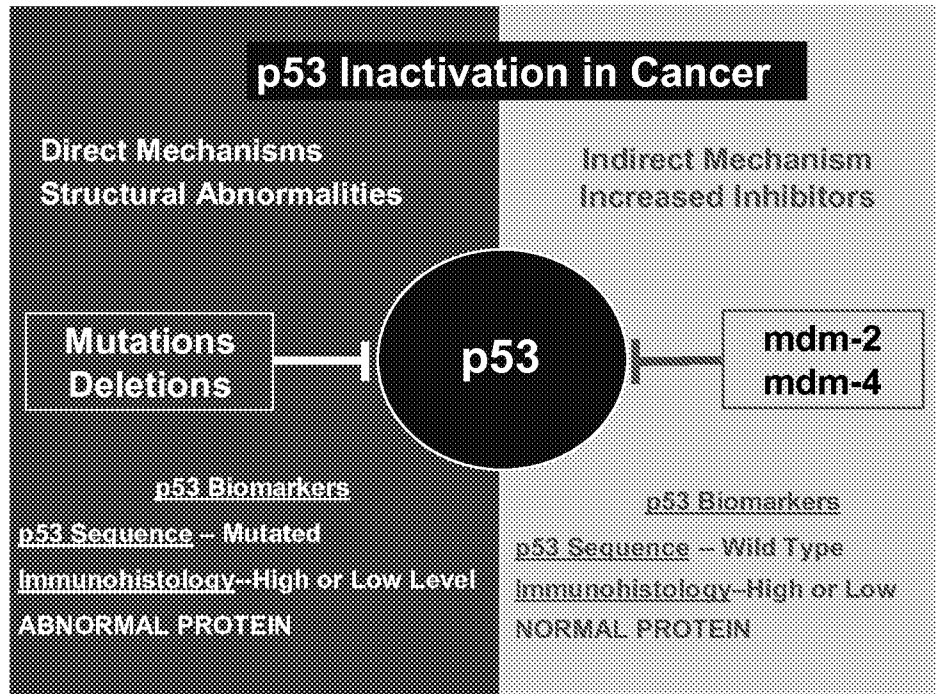 p53 Inactivation in Cancer
Direct Mechanisms
Structural Abnormalities
Indirect Mechanism
Increased Inhibitors
Mutations
Deletions
p53
mdm-2
mdm-4
p53 Biomarkers
p53 Sequence -- Mutated
Immunohistology--High or Low Level
ABNORMAL PROTEIN
p53 Biomarkers
p53 Sequence -- Wild Type
Immunohistology--High or Low
NORMAL PROTEIN